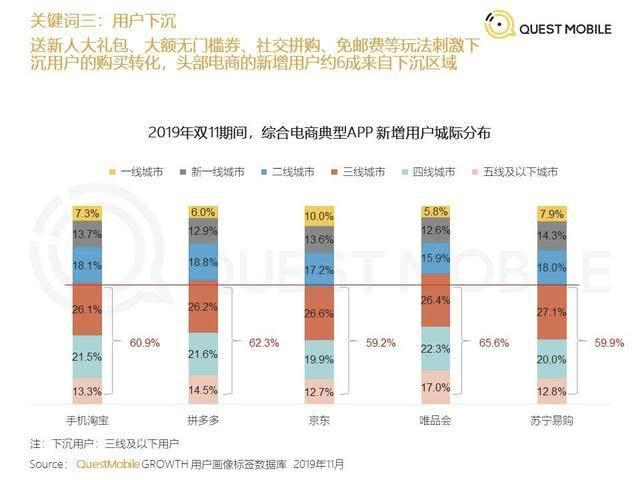 关键词三：用户下沉
QUEST MOBILE
送新人大礼包、大额无门槛券、社交拼购、免邮费等玩法刺激下
沉用户的购买转化，头部电商的新增用户约6成来自下沉区域
2019年双11期间，综合电商典型APP 新增用户城际分布
一线城市 新一线城市 二线城市 三线城市 四线城市 五线及以下城市
7.3% 6.0% 10.0% 5.8% 7.9%
13.7% 12.9% 13.6% 12.6% 14.3%
18.1% 18.8% 17.2% 15.9% 18.0%
26.1% 26.2% 26.6% 26.4% 27.1%
60.9% 62.3% 59.2% 65.6% 59.9%
21.5% 21.6% 19.9% 22.3% 20.0%
13.3% 14.5% 12.7% 17.0% 12.8%
手机淘宝 拼多多 京东 唯品会 苏宁易购
注：下沉用户：三线及以下用户
Source： QuestMobile GROWTH 用户画像标签数据库 2019年11月
QUEST MOBILE